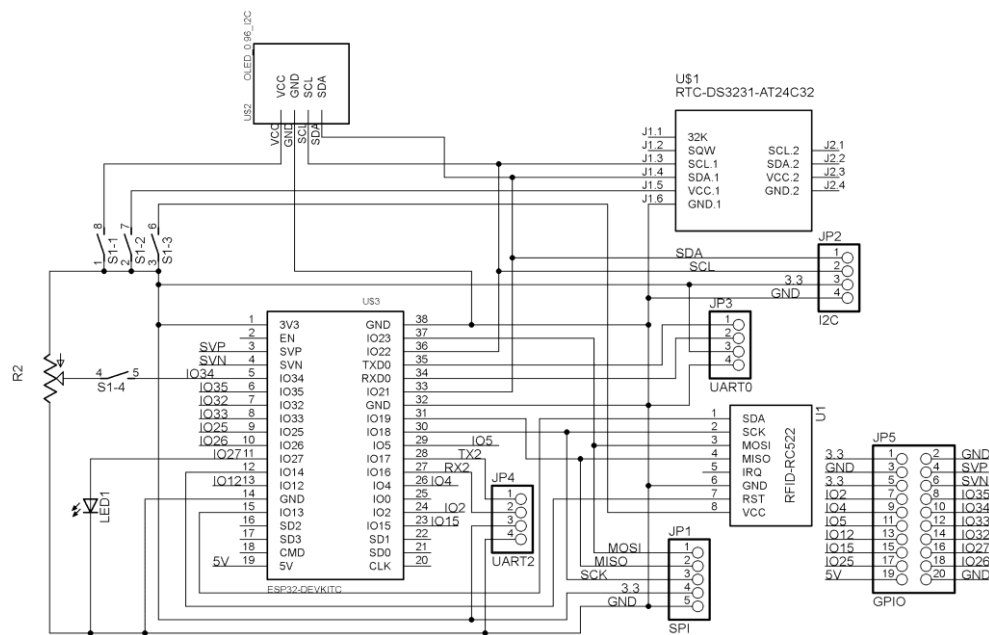 OLED_0.96_I2C
U$2
VCC
GND
SCL
SDA
VCC
GND
SCL
SDA
U$1
RTC-DS3231-AT24C32
J1.1 32K
J1.2 SQW SCL.2 J2.1
J1.3 SCL.1 SDA.2 J2.2
J1.4 SDA.1 VCC.2 J2.3
J1.5 VCC.1 GND.2 J2.4
J1.6 GND.1
8 7 6
S1-1 S1-2 S1-3
1 2 3
JP2
SDA 1
SCL 2
3.3 3
GND 4
I2C
JP3
1
2
3
4
UART0
R2
4 5
S1-4
U$3
1 3V3 GND 38
2 EN IO23 37
SVP 3 SVP IO22 36
SVN 4 SVN TXD0 35
IO34 5 IO34 RXD0 34
IO35 6 IO35 IO21 33
IO32 7 IO32 GND 32
IO33 8 IO33 IO19 31
IO25 9 IO25 IO18 30
IO26 10 IO26 IO5 29 IO5
IO27 11 IO27 IO17 28 TX2
12 IO14 IO16 27 RX2
IO12 13 IO12 IO4 26 IO4
14 GND IO0 25
15 IO13 IO2 24 IO2
16 SD2 IO15 23 IO15
17 SD3 SD1 22
18 CMD SD0 21
5V 19 5V CLK 20
ESP32-DEVKITC
LED1
JP4
1
2
3
4
UART2
U1
RFID-RC522
1 SDA
2 SCK
3 MOSI
4 MISO
5 IRQ
6 GND
7 RST
8 VCC
JP1
MOSI 1
MISO 2
SCK 3
3.3 4
GND 5
SPI
JP5
3.3 1 2 GND
GND 3 4 SVP
3.3 5 6 SVN
IO2 7 8 IO35
IO4 9 10 IO34
IO5 11 12 IO33
IO12 13 14 IO32
IO15 15 16 IO27
IO25 17 18 IO26
5V 19 20 GND
GPIO